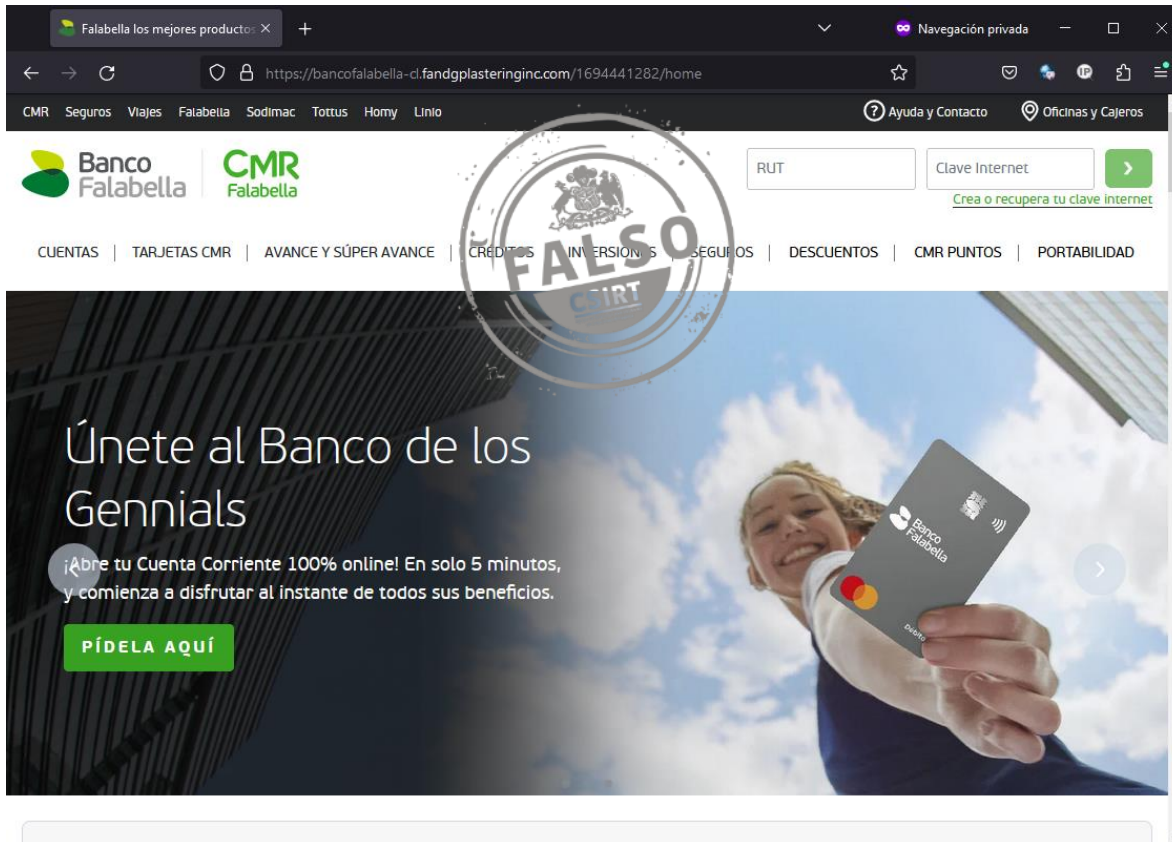 Falabella los mejores productos
Navegación privada
https://bancofalabella-cl.fandgplasteringinc.com/1694441282/home
IP
CMR Seguros Viajes Falabella Sodimac Tottus Homy Linio
? Ayuda y Contacto Oficinas y Cajeros
Banco Falabella
CMR Falabella
RUT Clave Internet
Crea o recupera tu clave internet
CUENTAS | TARJETAS CMR | AVANCE Y SÚPER AVANCE | CRÉDITOS INVERSIONES SEGUROS | DESCUENTOS | CMR PUNTOS | PORTABILIDAD
FALSO
CSIRT
Únete al Banco de los
Gennials
¡Abre tu Cuenta Corriente 100% online! En solo 5 minutos,
y comienza a disfrutar al instante de todos sus beneficios.
PÍDELA AQUÍ
Banco
Falabella
Débito